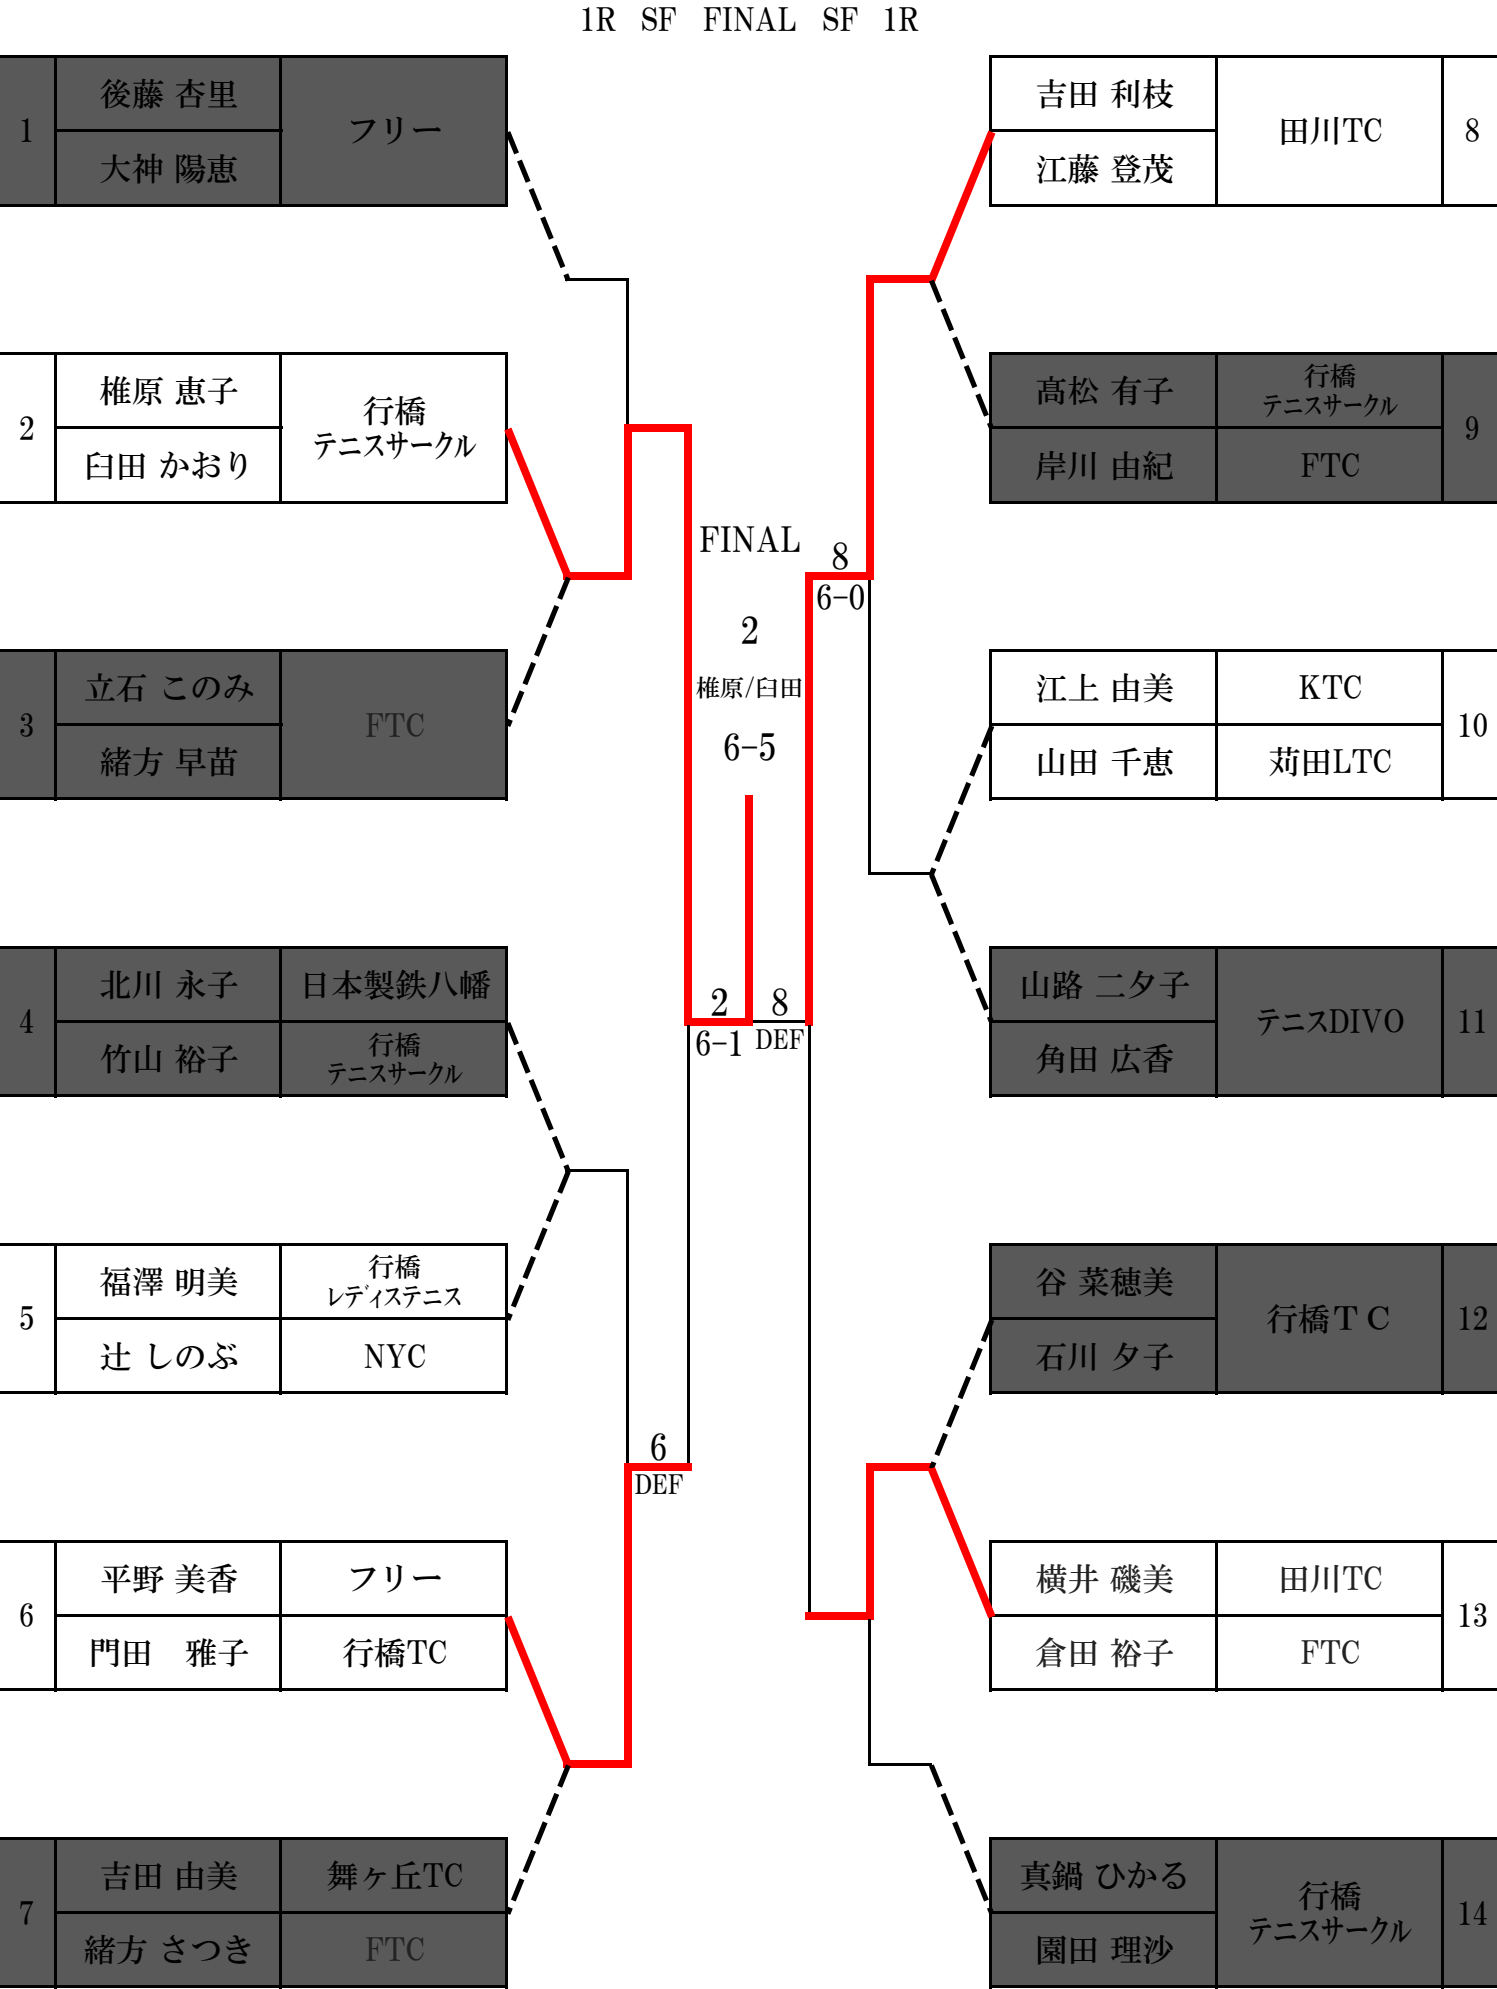 1R SF FINAL SF 1R
1
後藤 杏里
大神 陽恵
フリー
2
椎原 恵子
臼田 かおり
行橋
テニスサークル
3
立石 このみ
緒方 早苗
FTC
4
北川 永子
日本製鉄八幡
竹山 裕子
行橋
テニスサークル
5
福澤 明美
行橋
レディステニス
辻 しのぶ
NYC
6
平野 美香
フリー
門田　雅子
行橋TC
7
吉田 由美
舞ヶ丘TC
緒方 さつき
FTC
FINAL
2
椎原/臼田
6-5
2
6-1
8
DEF
6
DEF
8
6-0
吉田 利枝
江藤 登茂
田川TC
8
髙松 有子
行橋
テニスサークル
岸川 由紀
FTC
9
江上 由美
KTC
山田 千恵
苅田LTC
10
山路 二夕子
角田 広香
テニスDIVO
11
谷 菜穂美
石川 夕子
行橋ＴＣ
12
横井 磯美
田川TC
倉田 裕子
FTC
13
真鍋 ひかる
園田 理沙
行橋
テニスサークル
14